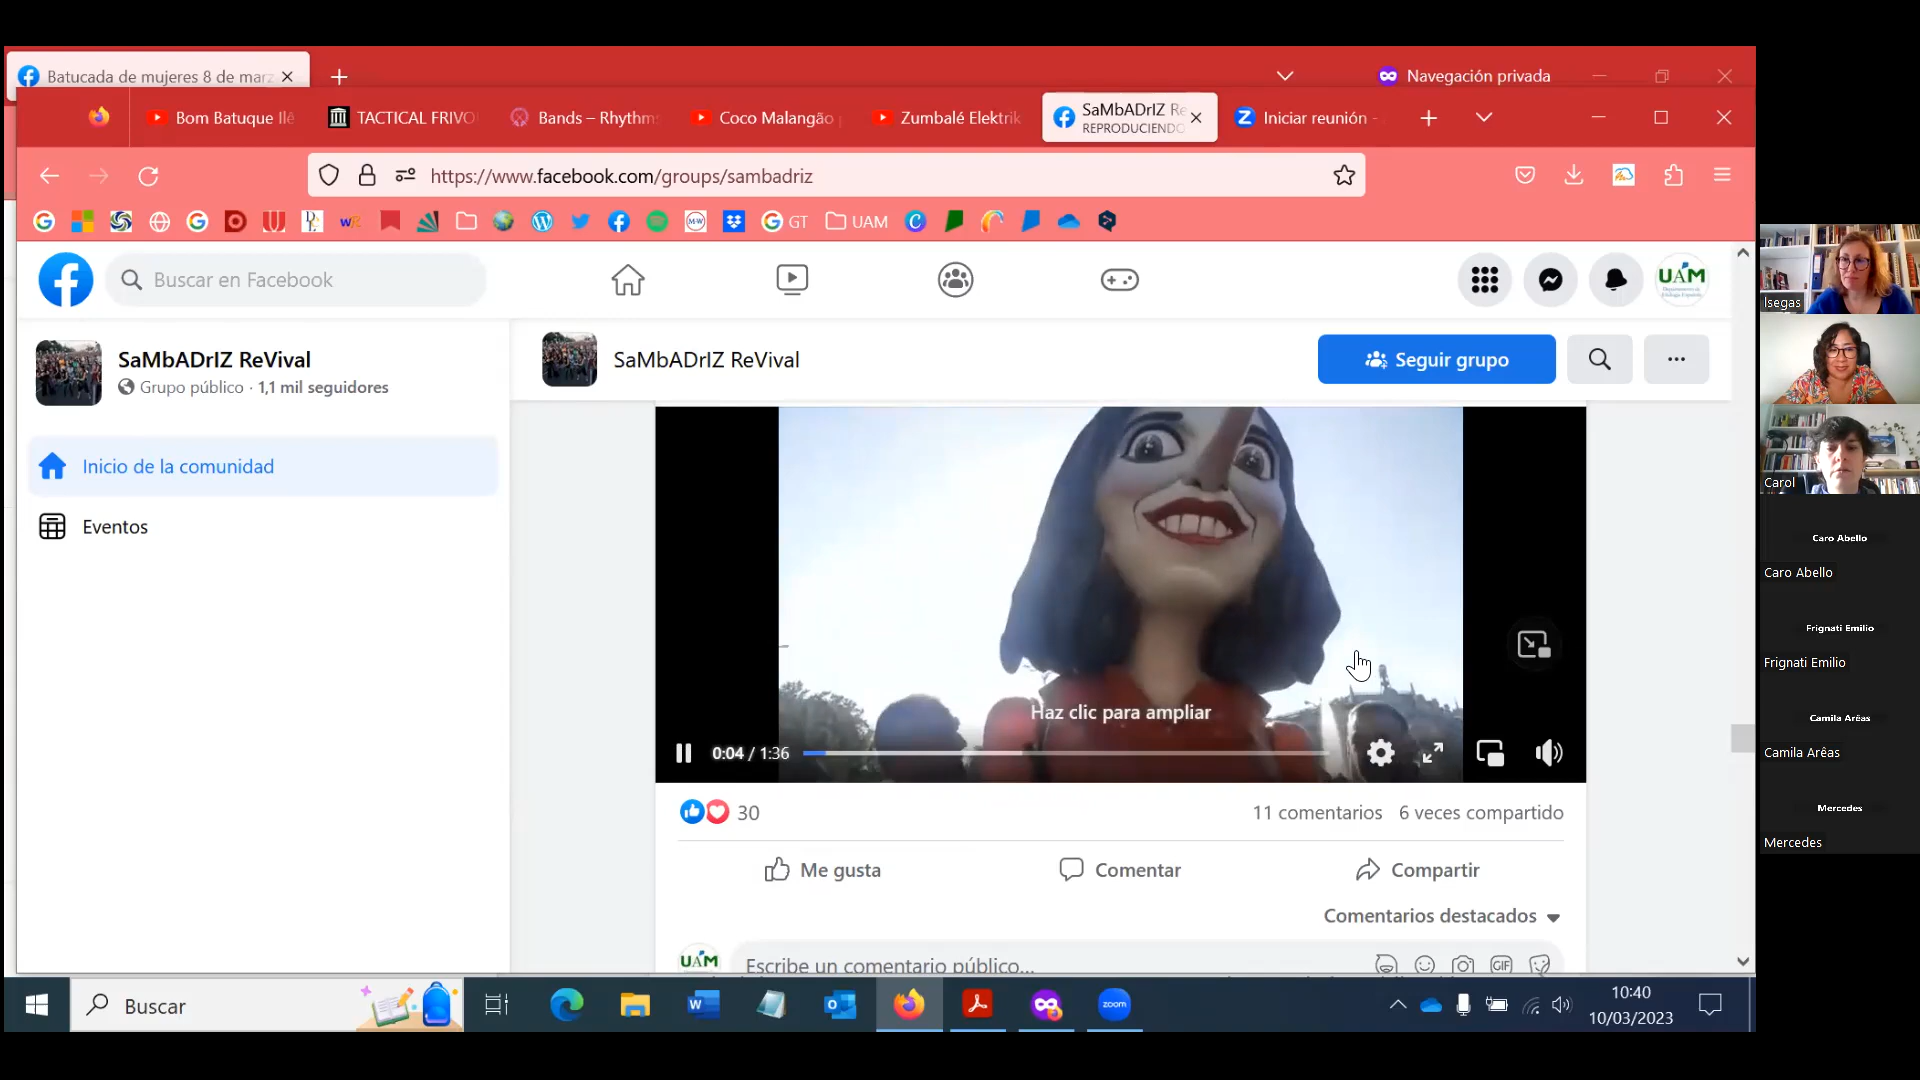 Batucada de mujeres 8 de marz
Navegación privada
Bom Batuque Ilê
TACTICAL FRIVO
Bands – Rhythms
Coco Malangão
Zumbalé Elektrik
SaMbADrIZ Re
REPRODUCIENDO
Iniciar reunión -
https://www.facebook.com/groups/sambadriz
GT
UAM
Buscar en Facebook
UAM
SaMbADrIZ ReVival
Grupo público · 1,1 mil seguidores
Inicio de la comunidad
Eventos
SaMbADrIZ ReVival
Seguir grupo
Haz clic para ampliar
0:04 / 1:36
30
11 comentarios 6 veces compartido
Me gusta
Comentar
Compartir
Comentarios destacados
UAM
Escribe un comentario público...
GIF
Buscar
zoom
10:40
10/03/2023
Isegas
Carol
Caro Abello
Caro Abello
Frignati Emilio
Frignati Emilio
Camila Arêas
Camila Arêas
Mercedes
Mercedes